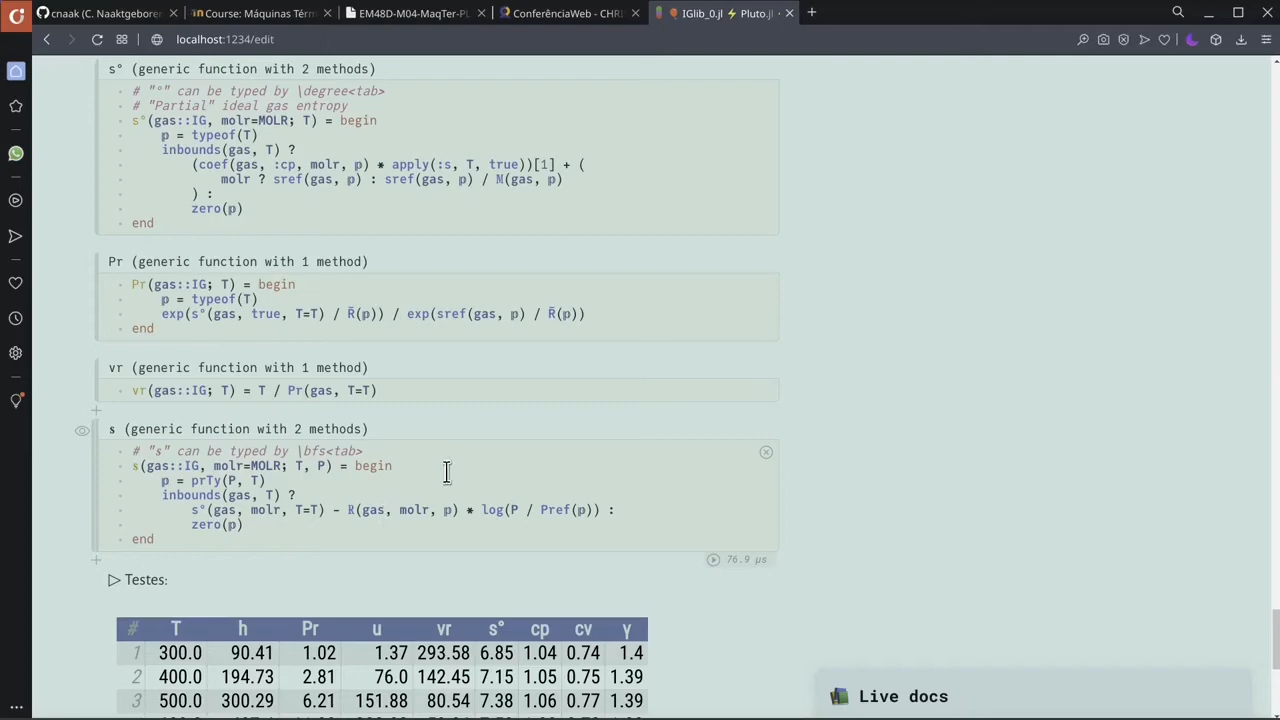 cnaak (C. Naaktgeboren
Course: Máquinas Térm
EM48D-M04-MaqTer-PL
ConferênciaWeb - CHRI
IGlib_0.jl ⚡ Pluto.jl
localhost:1234/edit
s° (generic function with 2 methods)
# "°" can be typed by \degree<tab>
# "Partial" ideal gas entropy
s°(gas::IG, molr=MOLR; T) = begin
𝕡 = typeof(T)
inbounds(gas, T) ?
(coef(gas, :cp, molr, 𝕡) * apply(:s, T, true))[1] + (
molr ? sref(gas, 𝕡) : sref(gas, 𝕡) / 𝕄(gas, 𝕡)
) :
zero(𝕡)
end
Pr (generic function with 1 method)
Pr(gas::IG; T) = begin
𝕡 = typeof(T)
exp(s°(gas, true, T=T) / R̄(𝕡)) / exp(sref(gas, 𝕡) / R̄(𝕡))
end
vr (generic function with 1 method)
vr(gas::IG; T) = T / Pr(gas, T=T)
𝐬 (generic function with 2 methods)
# "𝐬" can be typed by \bfs<tab>
𝐬(gas::IG, molr=MOLR; T, P) = begin
𝕡 = prTy(P, T)
inbounds(gas, T) ?
s°(gas, molr, T=T) - ℝ(gas, molr, 𝕡) * log(P / Pref(𝕡)) :
zero(𝕡)
end
76.9 μs
▷ Testes:
# T h Pr u vr s° cp cv γ
1 300.0 90.41 1.02 1.37 293.58 6.85 1.04 0.74 1.4
2 400.0 194.73 2.81 76.0 142.45 7.15 1.05 0.75 1.39
3 500.0 300.29 6.21 151.88 80.54 7.38 1.06 0.77 1.39
Live docs